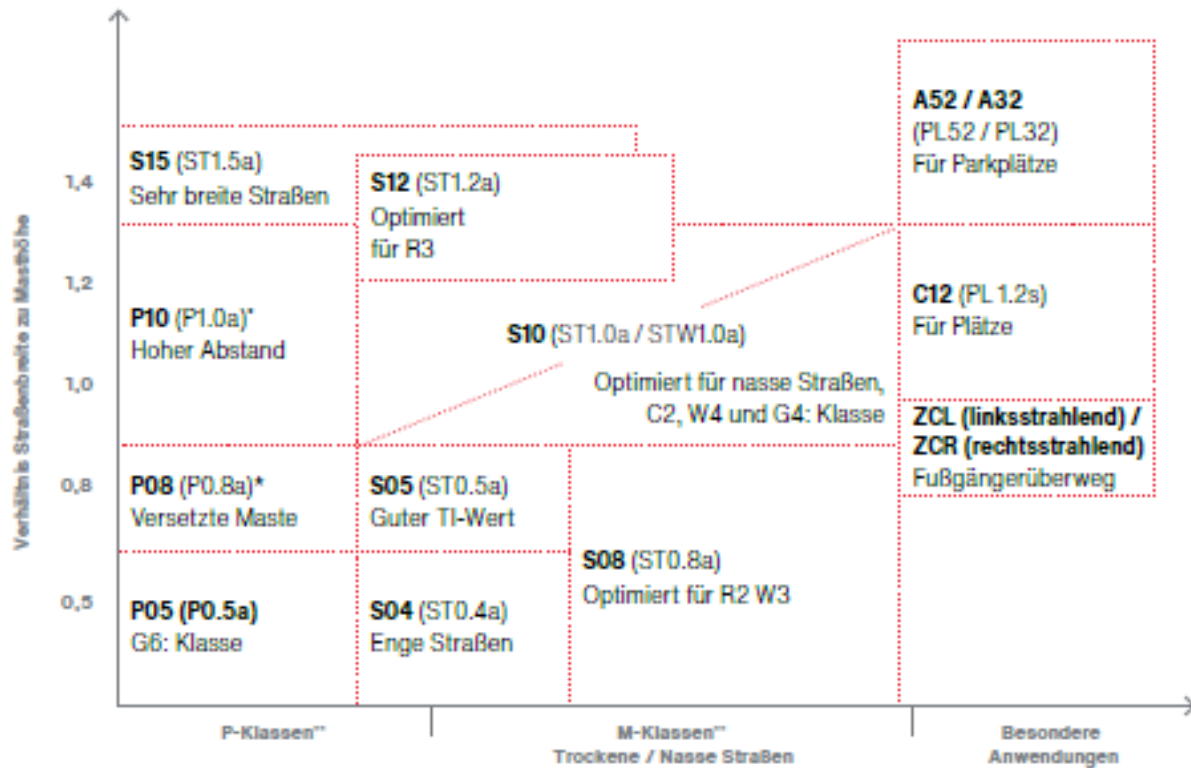 Verhältnis Straßenbreite zu Masthöhe
1,4
1,2
1,0
0,8
0,5
S15 (ST1.5a)
Sehr breite Straßen
S12 (ST1.2a)
Optimiert
für R3
A52 / A32
(PL52 / PL32)
Für Parkplätze
P10 (P1.0a)*
Hoher Abstand
S10 (ST1.0a / STW1.0a)
Optimiert für nasse Straßen,
C2, W4 und G4: Klasse
C12 (PL 1.2s)
Für Plätze
ZCL (linksstrahlend) /
ZCR (rechtsstrahlend)
Fußgängerüberweg
P08 (P0.8a)*
Versetzte Maste
S05 (ST0.5a)
Guter TI-Wert
S08 (ST0.8a)
Optimiert für R2 W3
P05 (P0.5a)
G6: Klasse
S04 (ST0.4a)
Enge Straßen
P-Klassen**
M-Klassen**
Trockene / Nasse Straßen
Besondere
Anwendungen